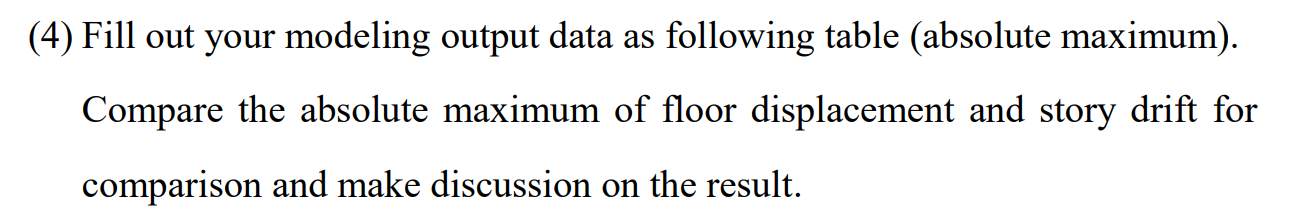 (4) Fill out your modeling output data as following table (absolute maximum).
Compare the absolute maximum of floor displacement and story drift for
comparison and make discussion on the result.